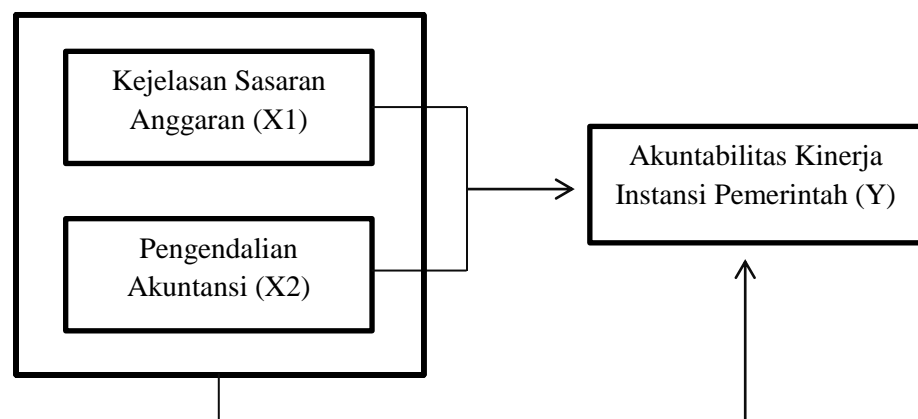 Kejelasan Sasaran
Anggaran (X1)
Akuntabilitas Kinerja
Instansi Pemerintah (Y)
Pengendalian
Akuntansi (X2)